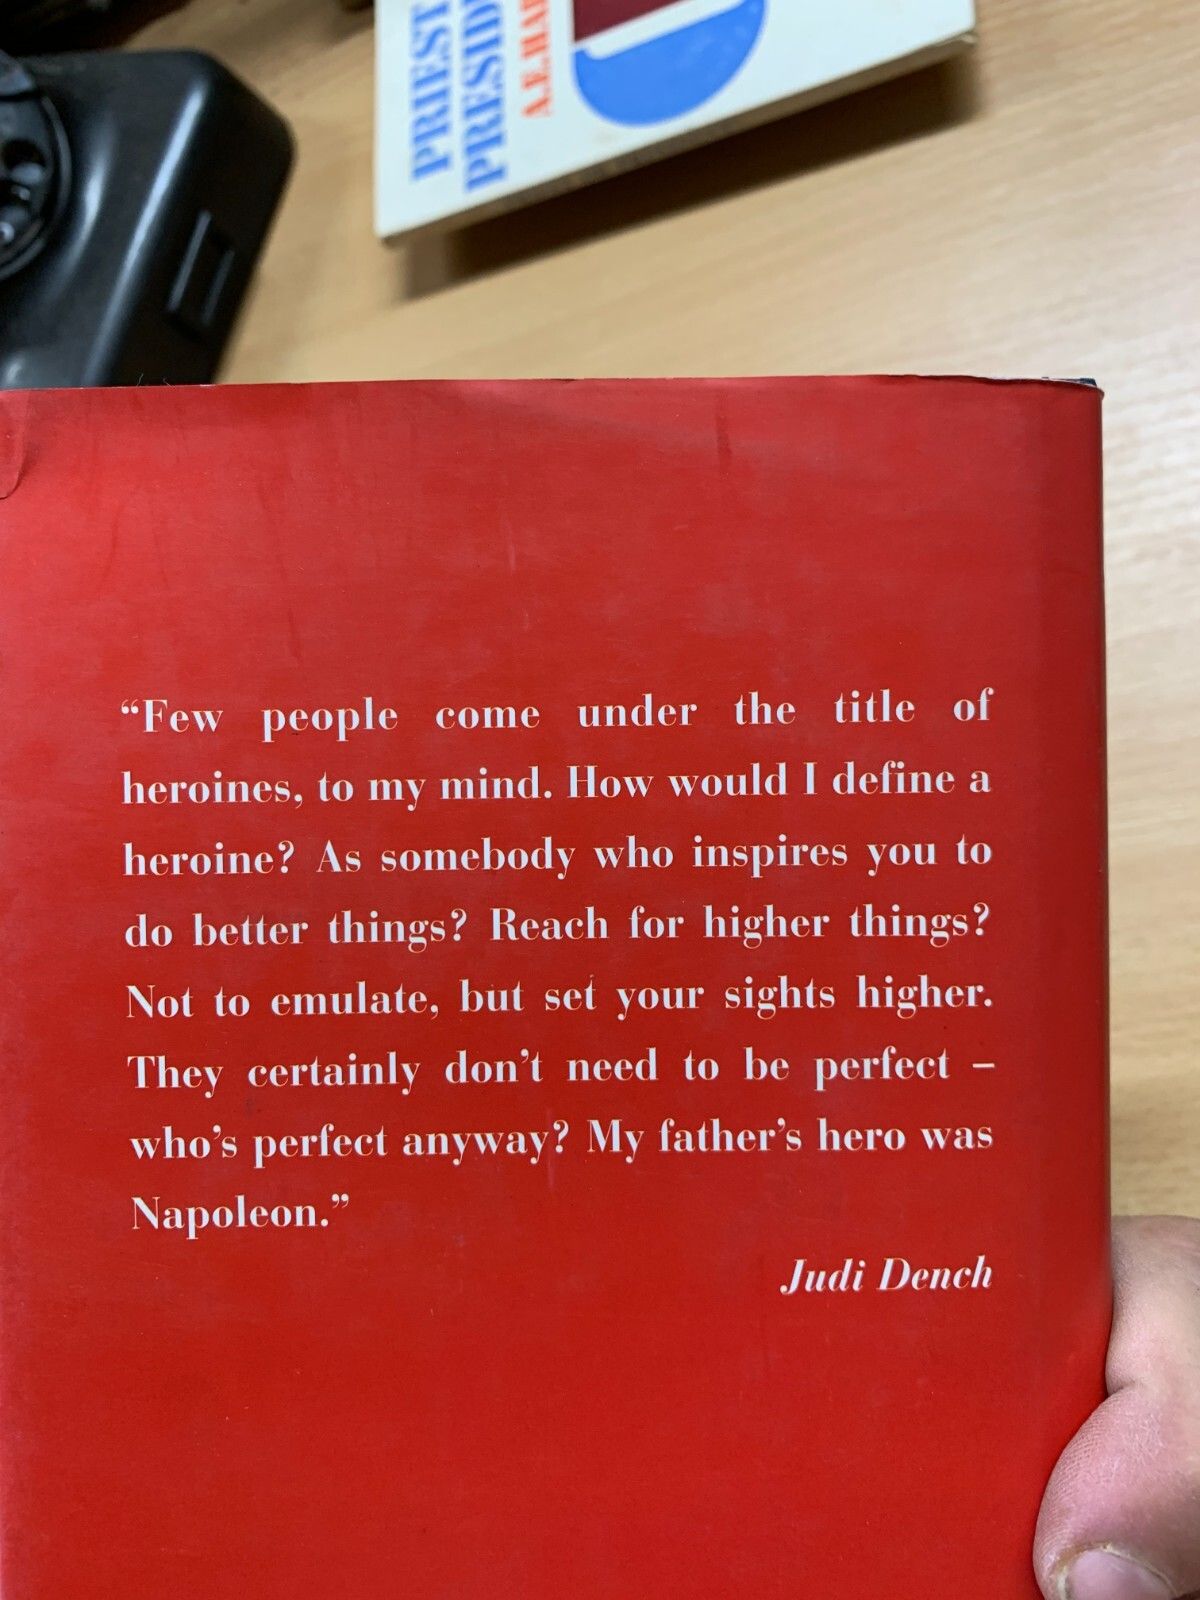 PRIEST
PRESID
A.E.HAR
“Few people come under the title of
heroines, to my mind. How would I define a
heroine? As somebody who inspires you to
do better things? Reach for higher things?
Not to emulate, but set your sights higher.
They certainly don’t need to be perfect –
who’s perfect anyway? My father’s hero was
Napoleon.”
Judi Dench